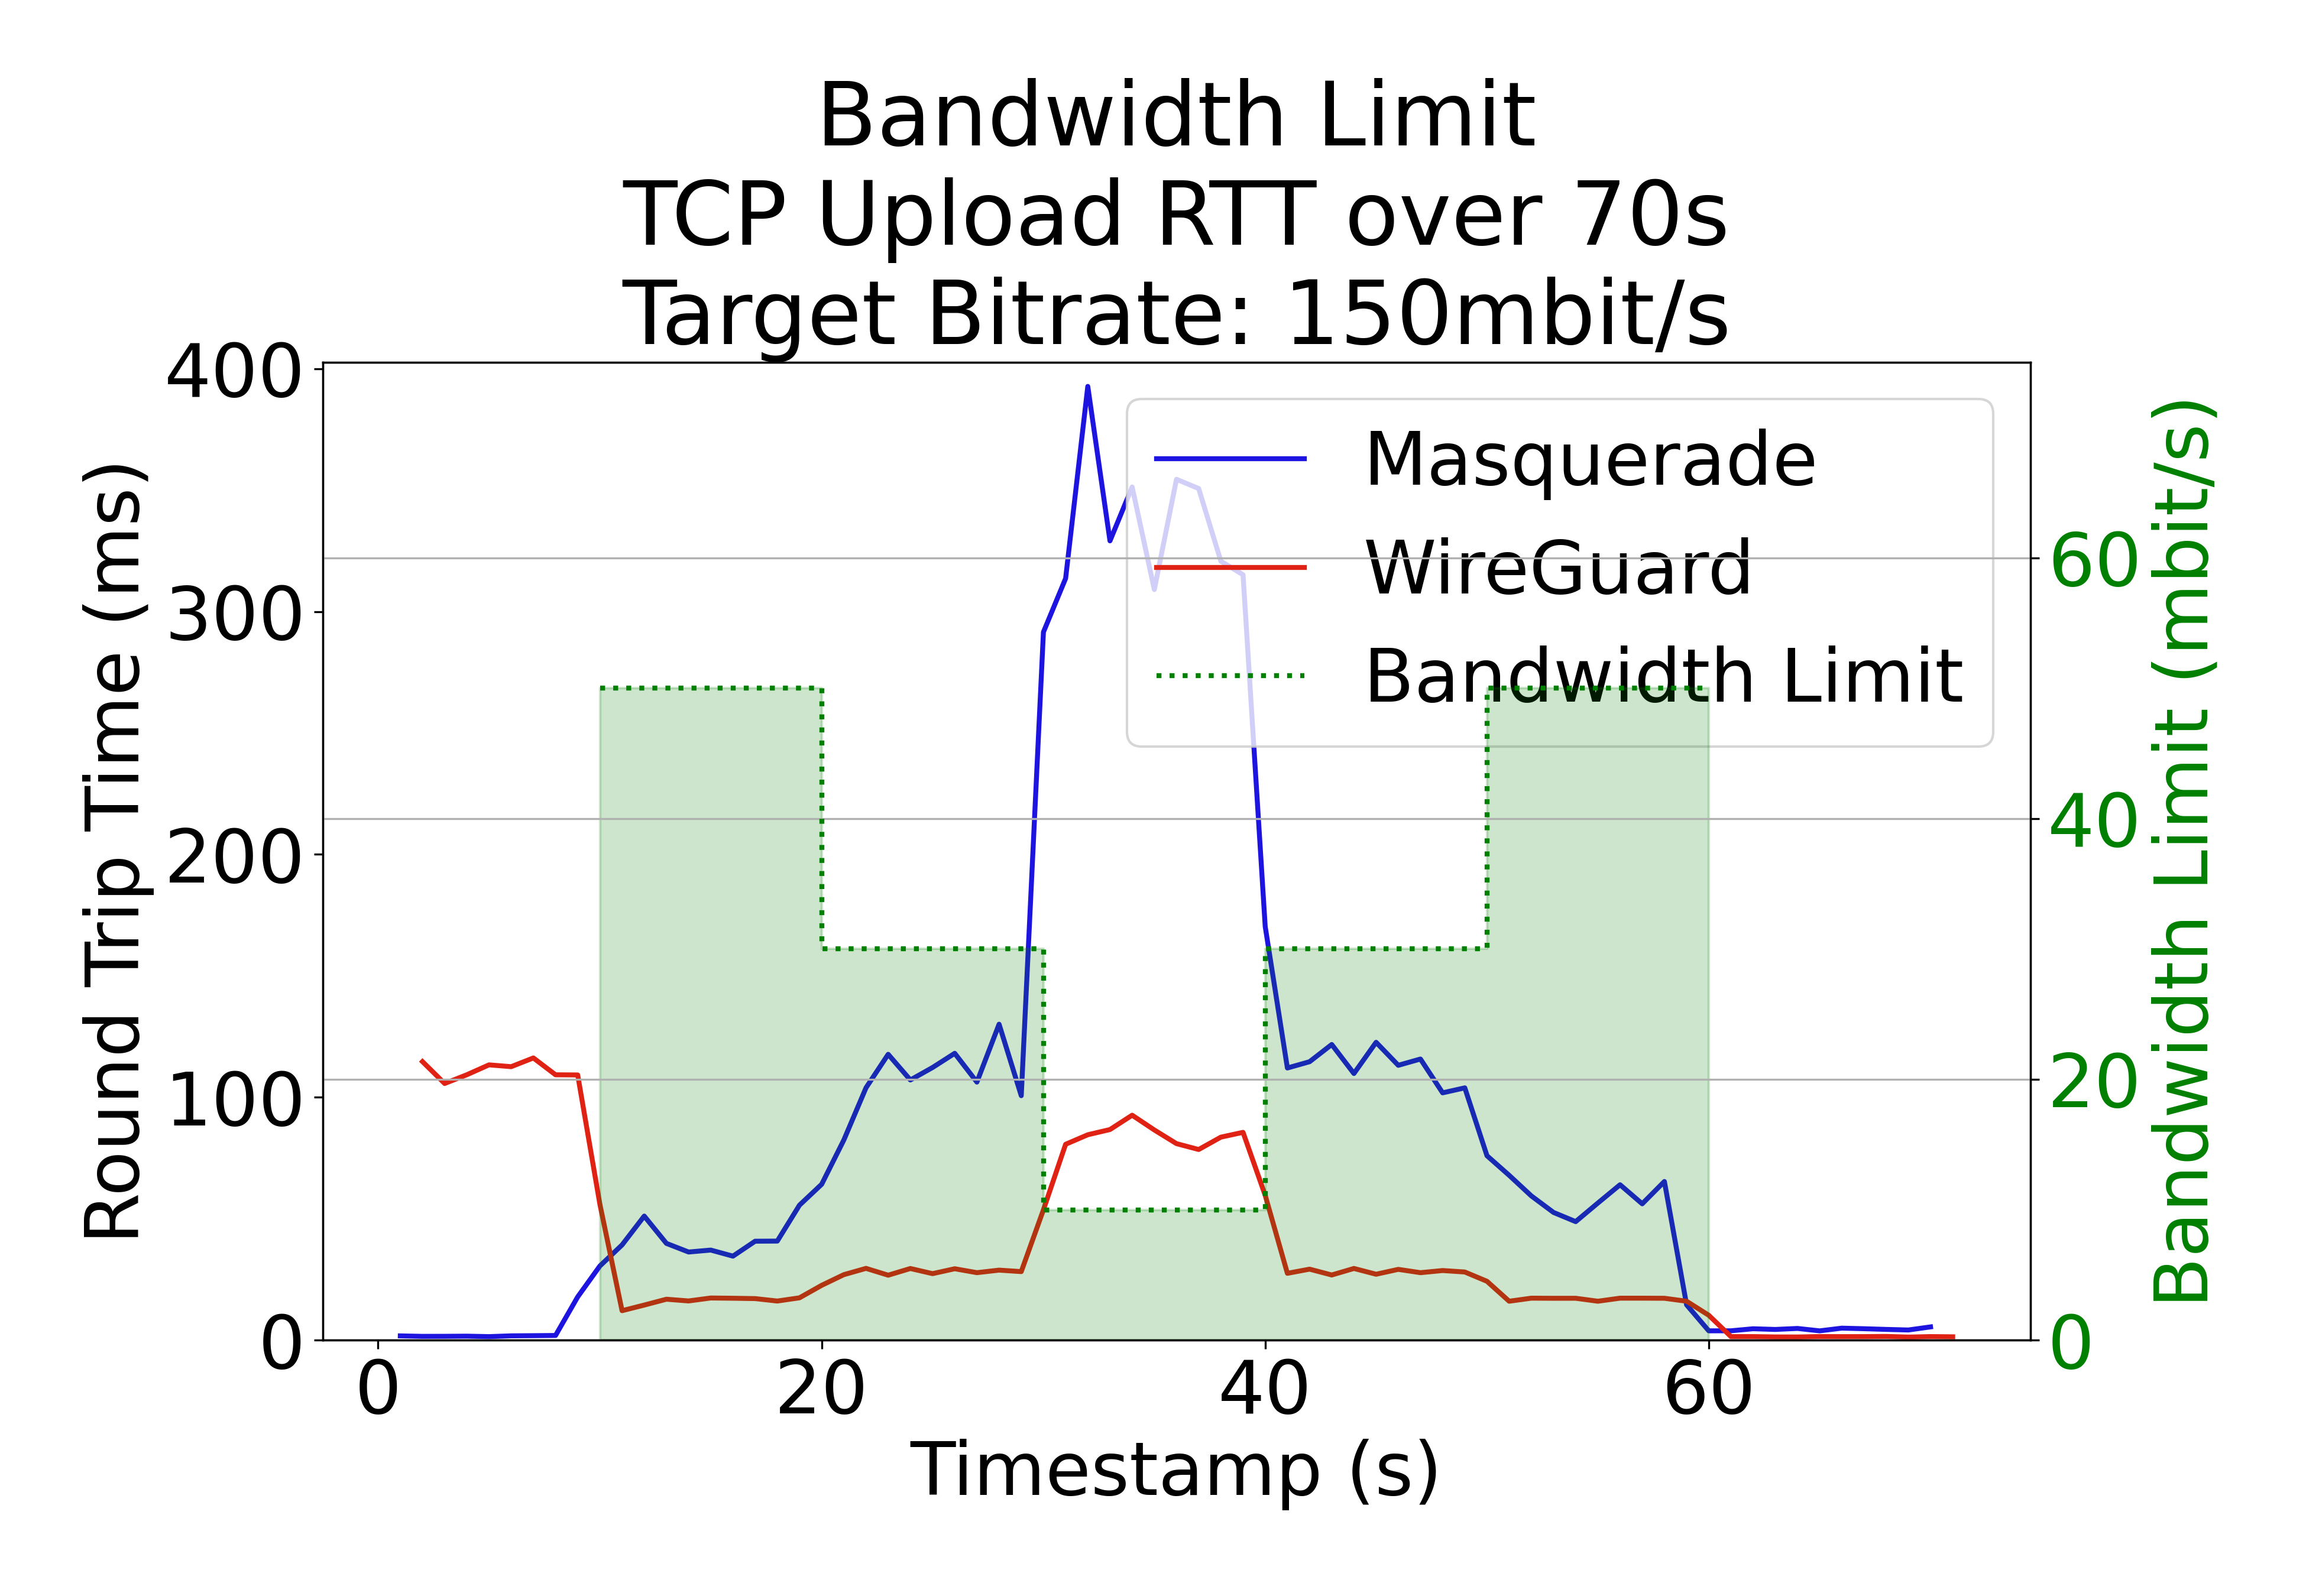 Bandwidth Limit
TCP Upload RTT over 70s
Target Bitrate: 150mbit/s
Round Trip Time (ms)
400
300
200
100
0
Masquerade
WireGuard
Bandwidth Limit
60
40
20
0
Bandwidth Limit (mbit/s)
0
20
40
60
Timestamp (s)